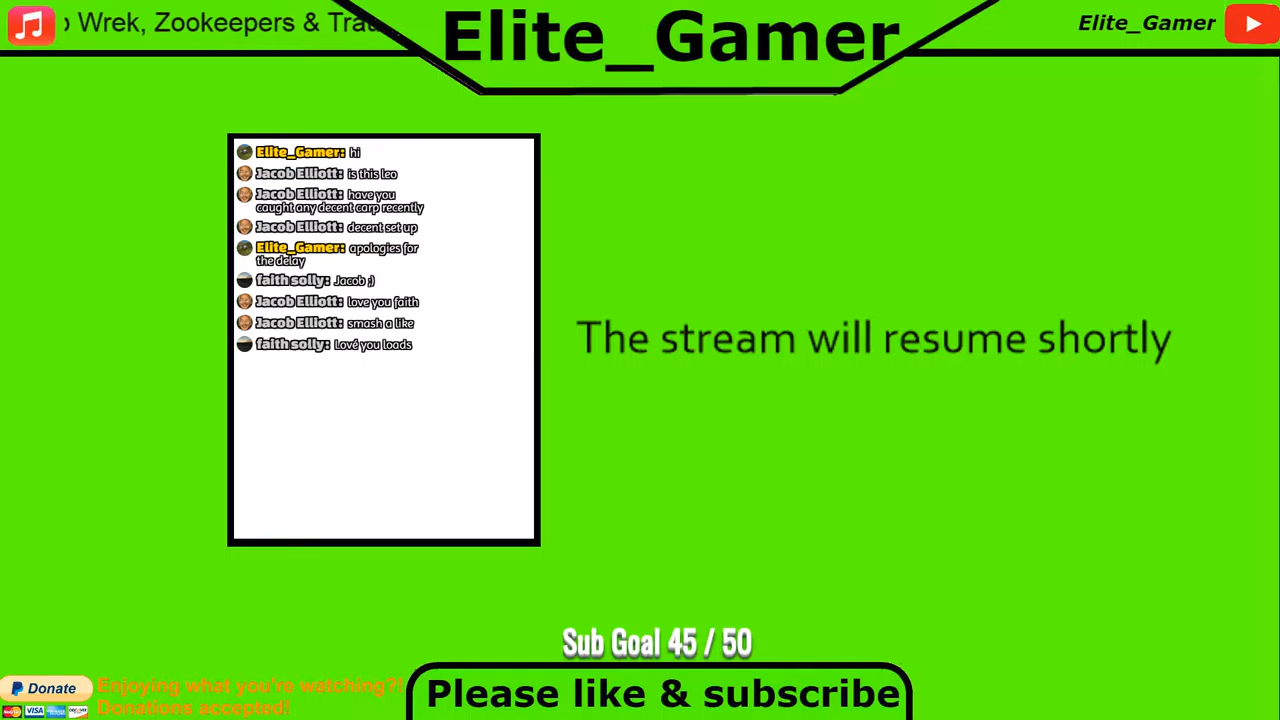 Wrek, Zookeepers &
Elite_Gamer
Elite_Gamer
Elite_Gamer: hi
Jacob Elliott: is this leo
Jacob Elliott: have you
caught any decent carp recently
Jacob Elliott: decent set up
Elite_Gamer: apologies for
the delay
faith solly: Jacob ;)
Jacob Elliott: love you faith
Jacob Elliott: smash a like
faith solly: Lové you loads
The stream will resume shortly
Sub Goal 45 / 50
Donate
VISA
Enjoying what you're watching?!
Donations accepted!
Please like & subscribe